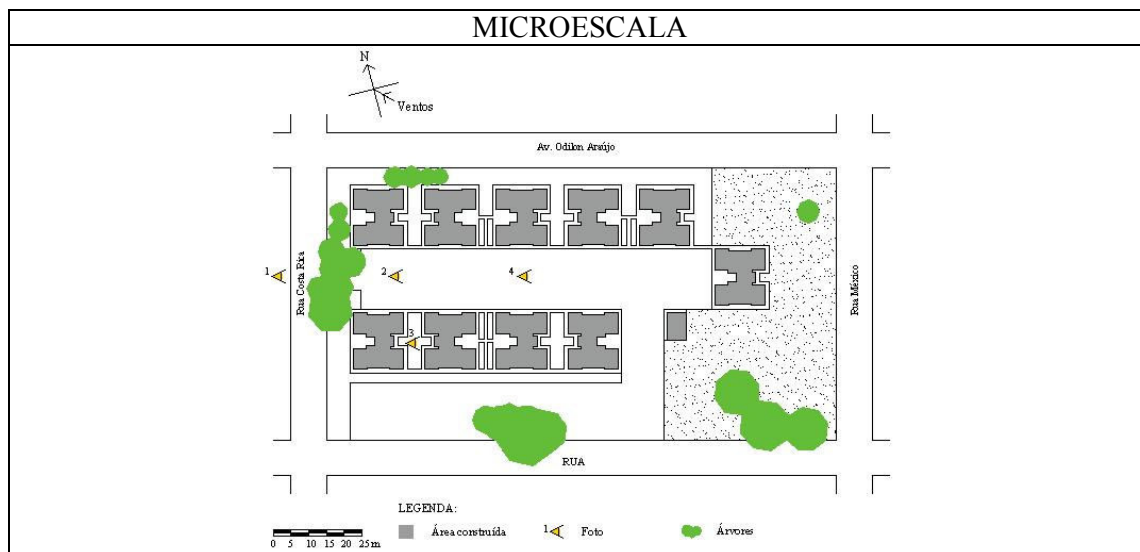 MICROESCALA
N
Ventos
Av. Odilon Araújo
1
2
4
Rua Costa Rica
Rua México
3
RUA
LEGENDA:
Área construída
1
Foto
Árvores
0 5 10 15 20 25m